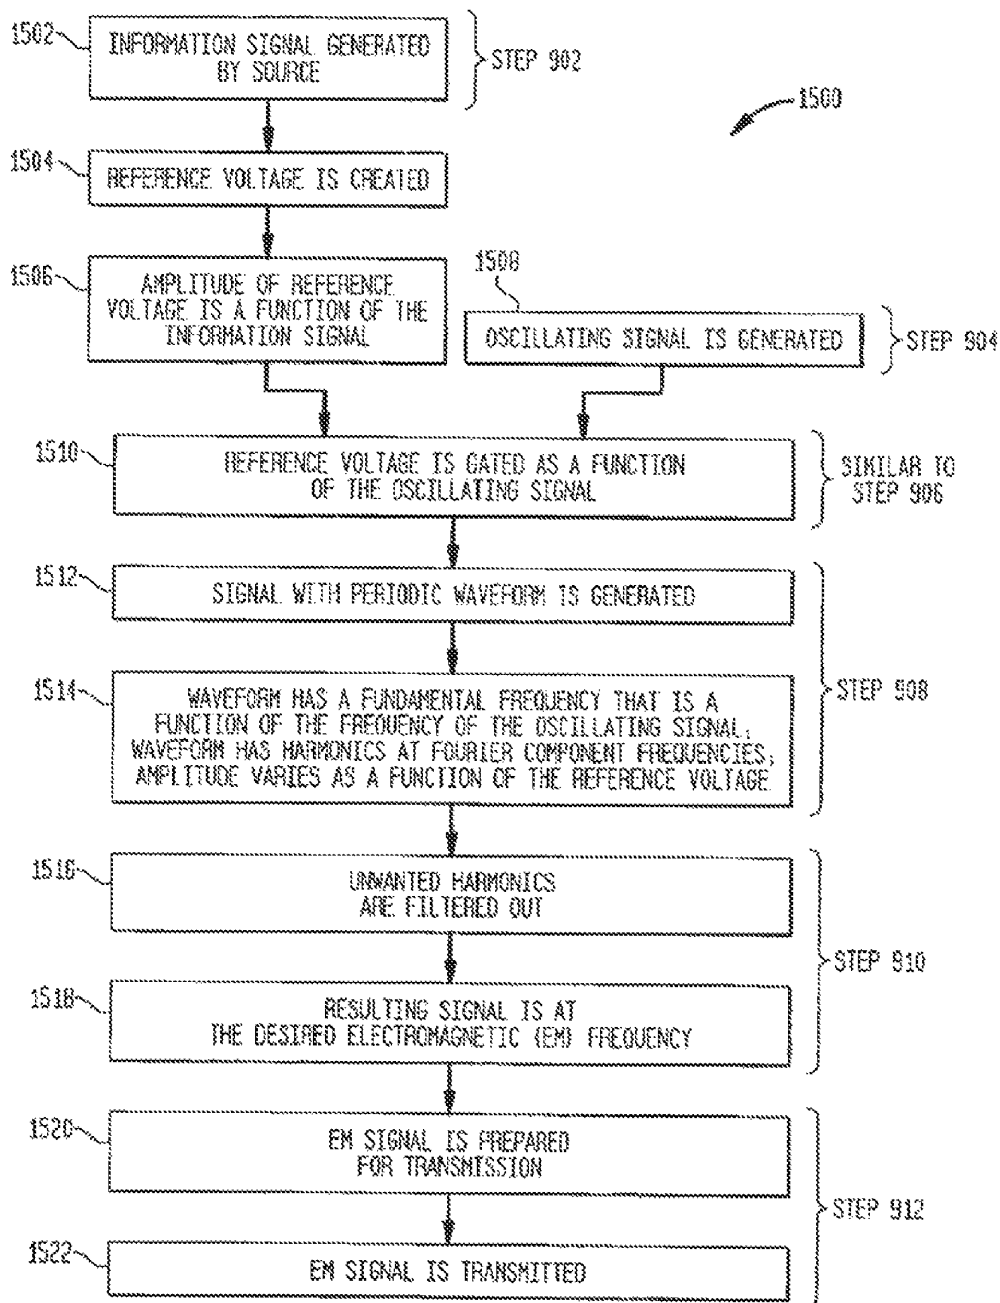 1502
INFORMATION SIGNAL GENERATED
BY SOURCE
STEP 902
1500
1504
REFERENCE VOLTAGE IS CREATED
1506
AMPLITUDE OF REFERENCE
VOLTAGE IS A FUNCTION OF THE
INFORMATION SIGNAL
1508
OSCILLATING SIGNAL IS GENERATED
STEP 904
1510
REFERENCE VOLTAGE IS GATED AS A FUNCTION
OF THE OSCILLATING SIGNAL
SIMILAR TO
STEP 906
1512
SIGNAL WITH PERIODIC WAVEFORM IS GENERATED
1514
WAVEFORM HAS A FUNDAMENTAL FREQUENCY THAT IS A
FUNCTION OF THE FREQUENCY OF THE OSCILLATING SIGNAL;
WAVEFORM HAS HARMONICS AT FOURIER COMPONENT FREQUENCIES;
AMPLITUDE VARIES AS A FUNCTION OF THE REFERENCE VOLTAGE
STEP 908
1516
UNWANTED HARMONICS
ARE FILTERED OUT
1518
RESULTING SIGNAL IS AT
THE DESIRED ELECTROMAGNETIC (EM) FREQUENCY
STEP 910
1520
EM SIGNAL IS PREPARED
FOR TRANSMISSION
1522
EM SIGNAL IS TRANSMITTED
STEP 912